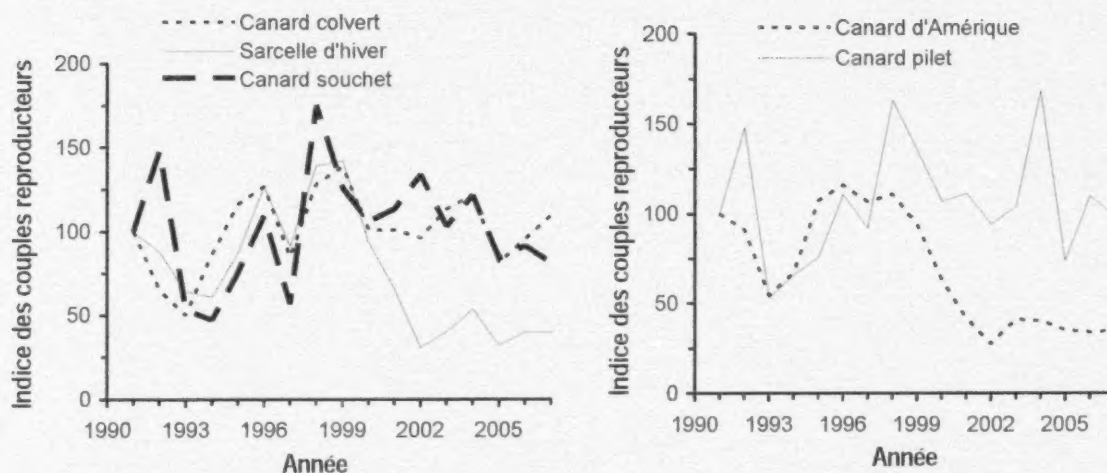 Canard colvert
Sarcelle d'hiver
Canard souchet
Indice des couples reproducteurs
200
150
100
50
0
1990 1993 1996 1999 2002 2005
Année
Canard d'Amérique
Canard pilet
Indice des couples reproducteurs
200
150
100
50
0
1990 1993 1996 1999 2002 2005
Année